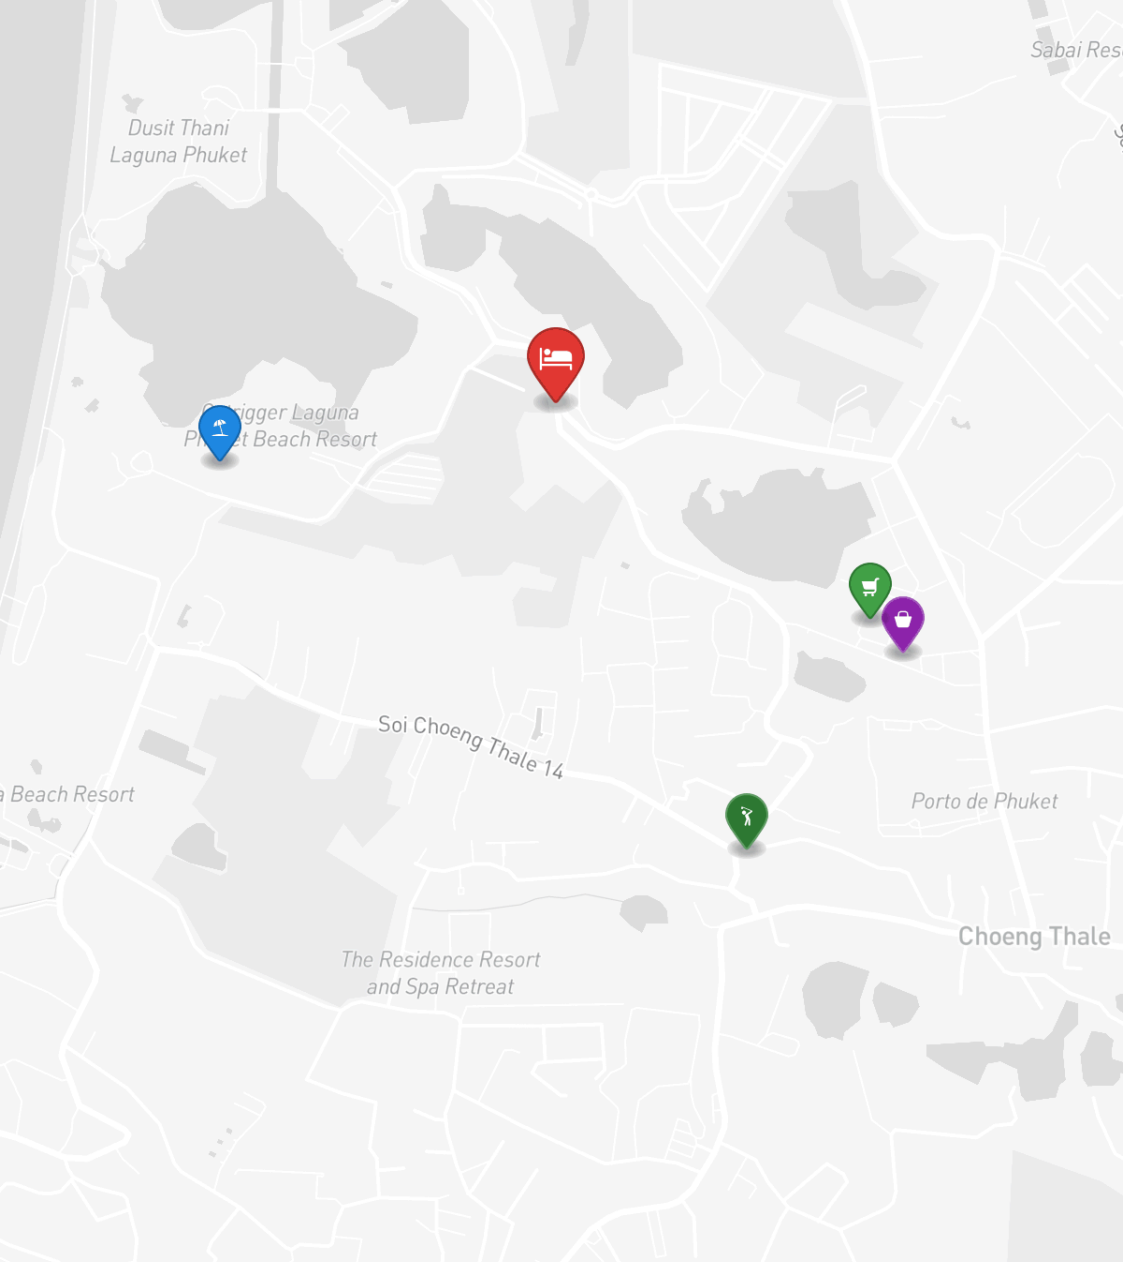 Sabai Res
Dusit Thani
Laguna Phuket
Outrigger Laguna
Phuket Beach Resort
Soi Choeng Thale 14
a Beach Resort
Porto de Phuket
Choeng Thale
The Residence Resort
and Spa Retreat